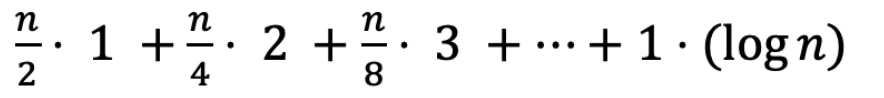 n/2 · 1 + n/4 · 2 + n/8 · 3 + ⋯ + 1 · (log n)